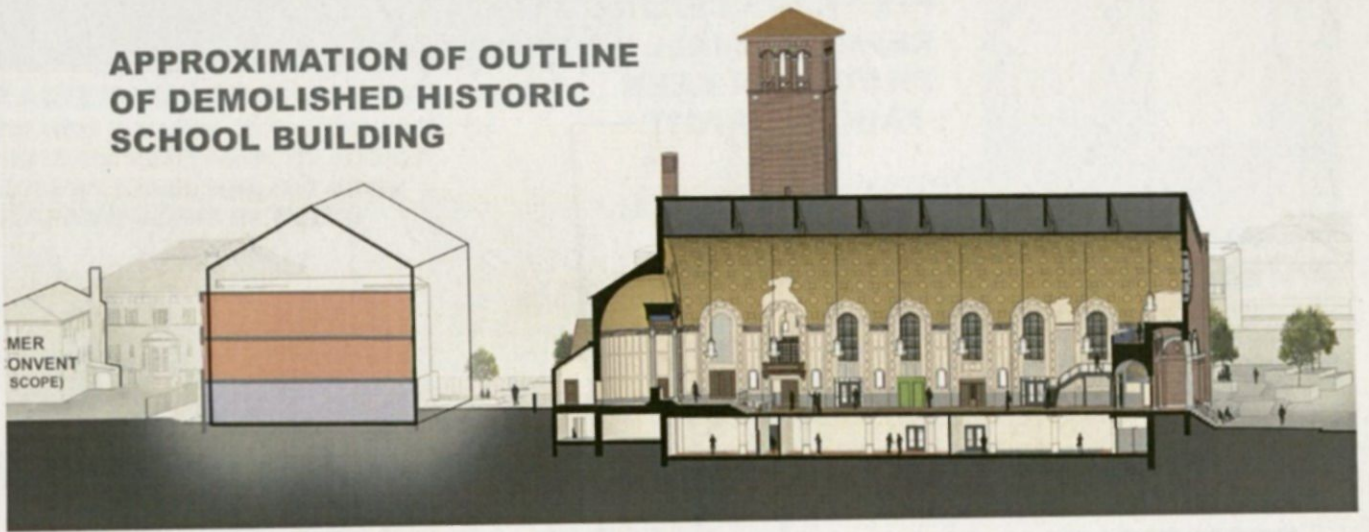 APPROXIMATION OF OUTLINE
OF DEMOLISHED HISTORIC
SCHOOL BUILDING
MER
CONVENT
SCOPE)